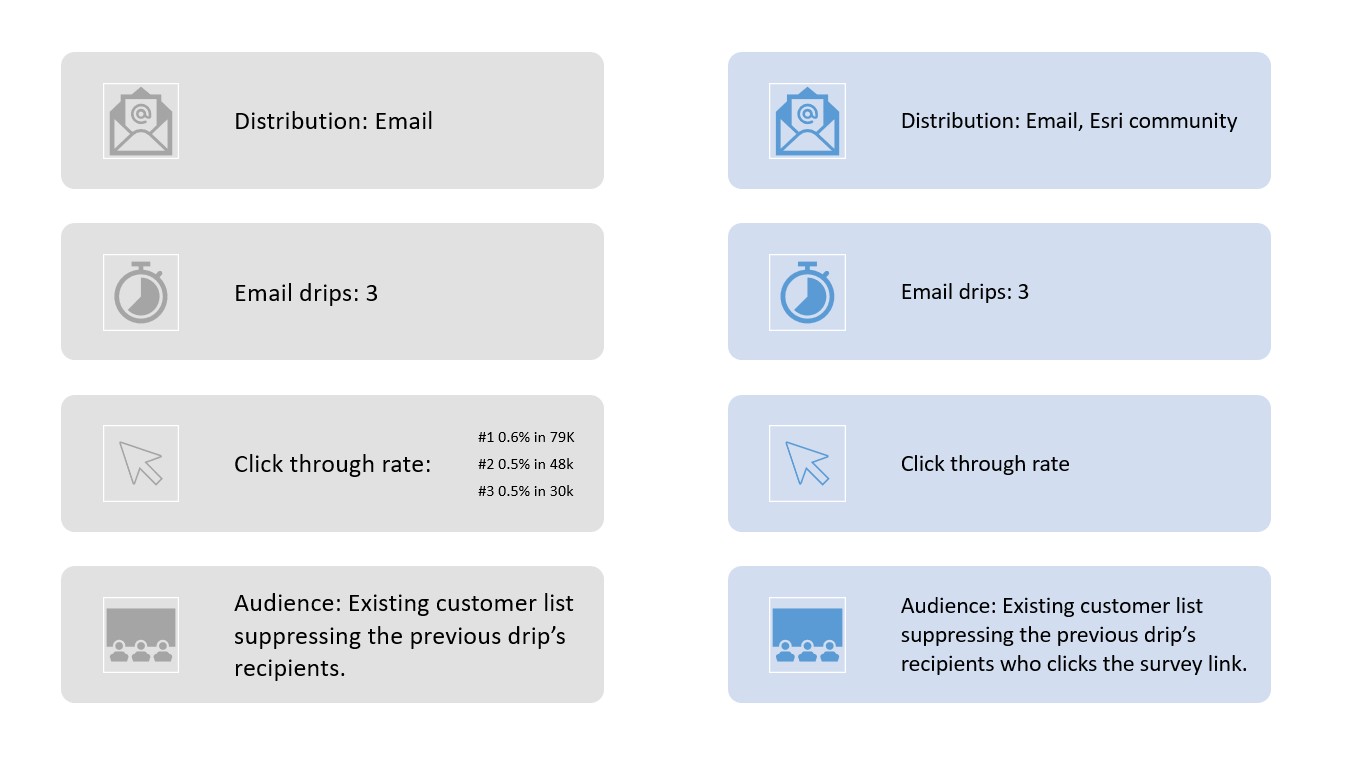 Distribution: Email
Email drips: 3
Click through rate:
#1 0.6% in 79K
#2 0.5% in 48k
#3 0.5% in 30k
Audience: Existing customer list
suppressing the previous drip’s
recipients.
Distribution: Email, Esri community
Email drips: 3
Click through rate
Audience: Existing customer list
suppressing the previous drip’s
recipients who clicks the survey link.